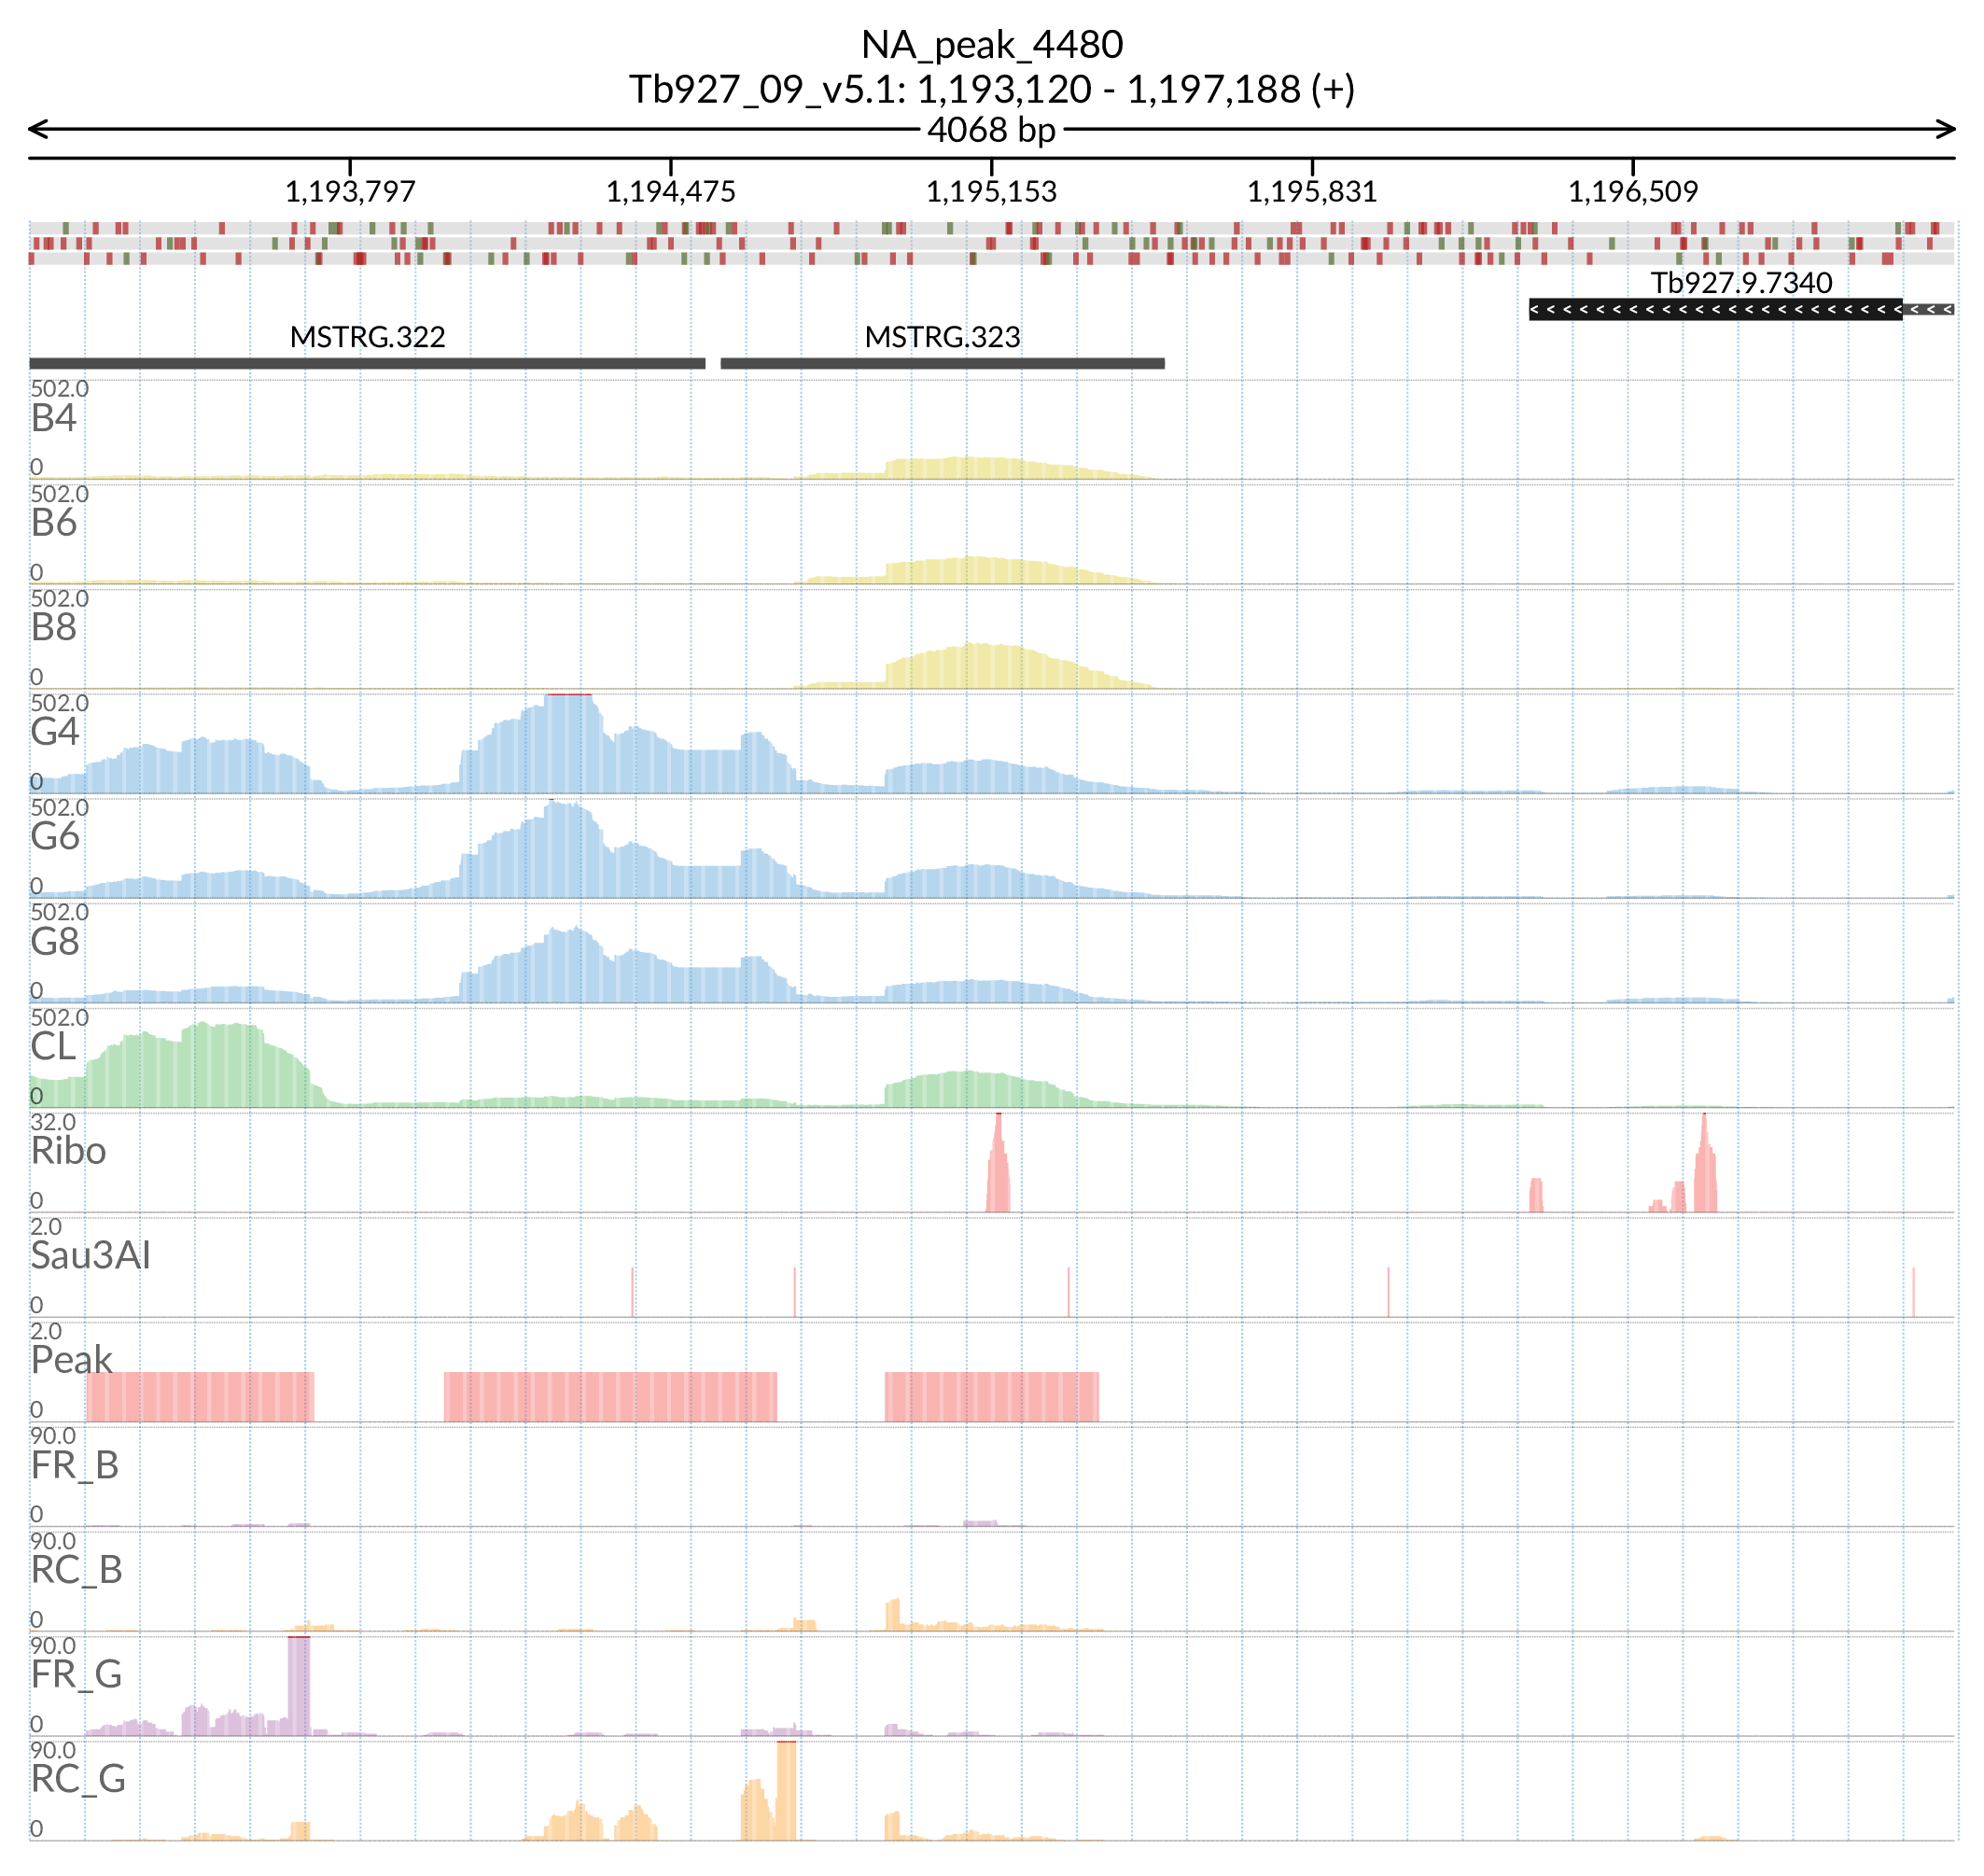 NA_peak_4480
Tb927_09_v5.1: 1,193,120 - 1,197,188 (+)
4068 bp
1,193,797 1,194,475 1,195,153 1,195,831 1,196,509
Tb927.9.7340
MSTRG.322 MSTRG.323
502.0
B4
0
502.0
B6
0
502.0
B8
0
502.0
G4
0
502.0
G6
0
502.0
G8
0
502.0
CL
0
32.0
Ribo
0
2.0
Sau3AI
0
2.0
Peak
0
90.0
FR_B
0
90.0
RC_B
0
90.0
FR_G
0
90.0
RC_G
0